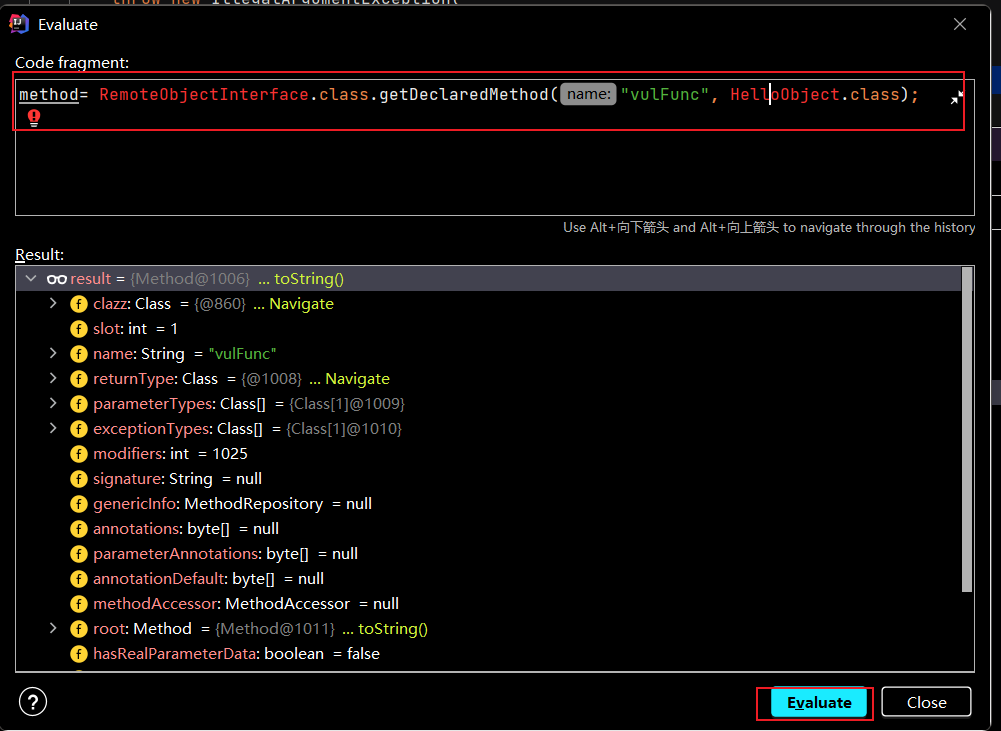 throw new IllegalArgumentException(
Evaluate
Code fragment:
method= RemoteObjectInterface.class.getDeclaredMethod( name: "vulFunc", HelloObject.class);
Use Alt+向下箭头 and Alt+向上箭头 to navigate through the history
Result:
result = {Method@1006} ... toString()
clazz: Class = {@860} ... Navigate
slot: int = 1
name: String = "vulFunc"
returnType: Class = {@1008} ... Navigate
parameterTypes: Class[] = {Class[1]@1009}
exceptionTypes: Class[] = {Class[1]@1010}
modifiers: int = 1025
signature: String = null
genericInfo: MethodRepository = null
annotations: byte[] = null
parameterAnnotations: byte[] = null
annotationDefault: byte[] = null
methodAccessor: MethodAccessor = null
root: Method = {Method@1011} ... toString()
hasRealParameterData: boolean = false
? Evaluate Close